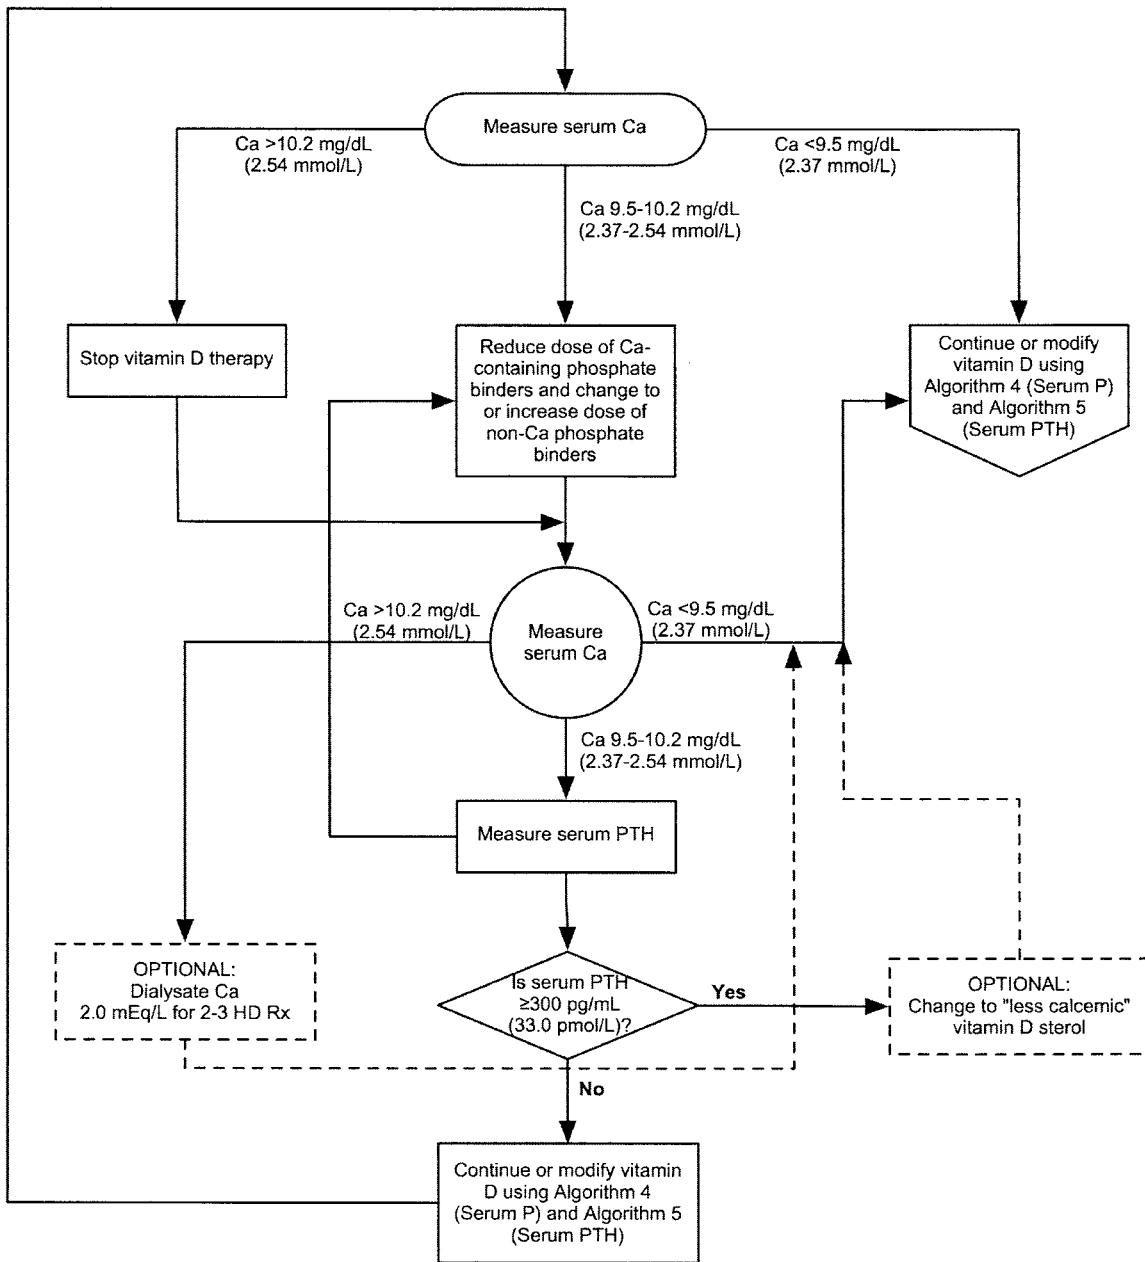 Measure serum Ca
Ca >10.2 mg/dL
(2.54 mmol/L)
Ca <9.5 mg/dL
(2.37 mmol/L)
Ca 9.5-10.2 mg/dL
(2.37-2.54 mmol/L)
Stop vitamin D therapy
Reduce dose of Ca-
containing phosphate
binders and change to
or increase dose of
non-Ca phosphate
binders
Continue or modify
vitamin D using
Algorithm 4 (Serum P)
and Algorithm 5
(Serum PTH)
Ca >10.2 mg/dL
(2.54 mmol/L)
Measure
serum Ca
Ca <9.5 mg/dL
(2.37 mmol/L)
Ca 9.5-10.2 mg/dL
(2.37-2.54 mmol/L)
Measure serum PTH
OPTIONAL:
Dialysate Ca
2.0 mEq/L for 2-3 HD Rx
Is serum PTH
≥300 pg/mL
(33.0 pmol/L)?
Yes
OPTIONAL:
Change to "less calcemic"
vitamin D sterol
No
Continue or modify vitamin
D using Algorithm 4
(Serum P) and Algorithm 5
(Serum PTH)